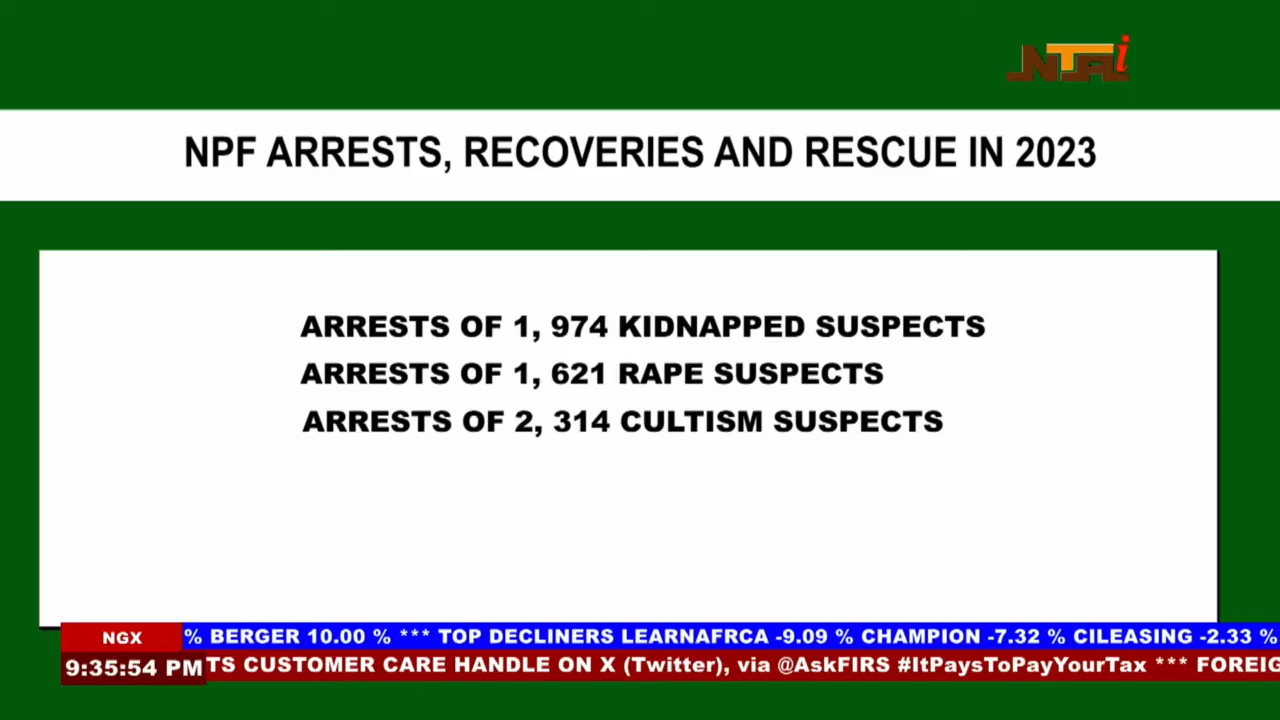 NTAi
NPF ARRESTS, RECOVERIES AND RESCUE IN 2023
ARRESTS OF 1, 974 KIDNAPPED SUSPECTS
ARRESTS OF 1, 621 RAPE SUSPECTS
ARRESTS OF 2, 314 CULTISM SUSPECTS
NGX % BERGER 10.00 % *** TOP DECLINERS LEARNAFRCA -9.09 % CHAMPION -7.32 % CILEASING -2.33 %
9:35:54 PM TS CUSTOMER CARE HANDLE ON X (Twitter), via @AskFIRS #ItPaysToPayYourTax *** FOREIG